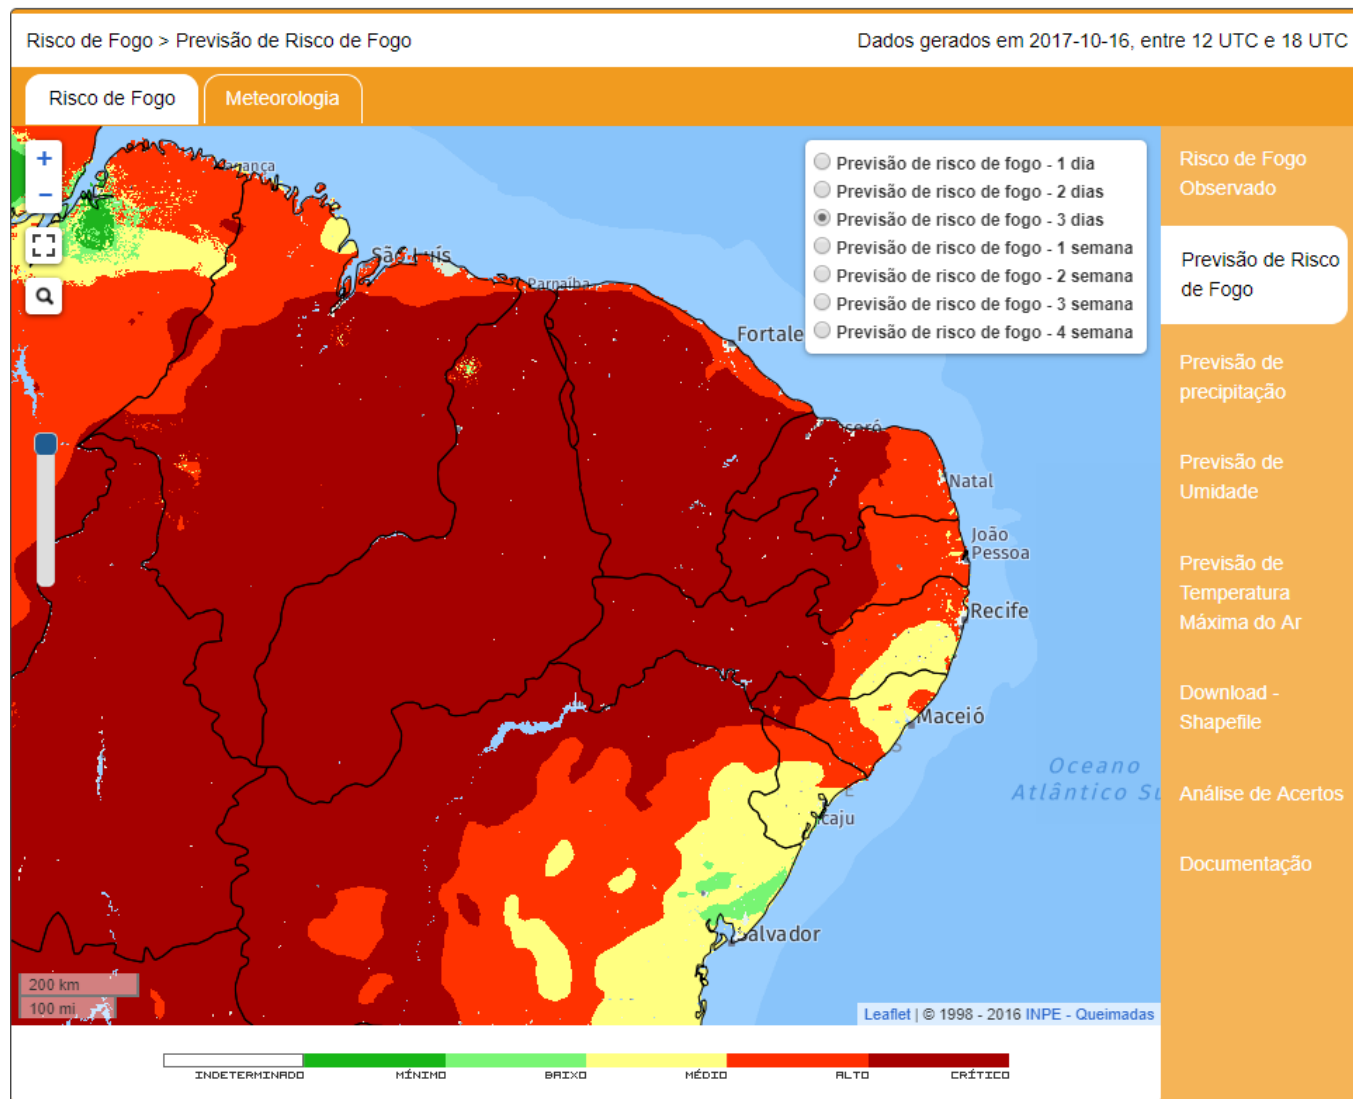 Risco de Fogo > Previsão de Risco de Fogo
Dados gerados em 2017-10-16, entre 12 UTC e 18 UTC
Risco de Fogo
Meteorologia
+
−
Previsão de risco de fogo - 1 dia
Previsão de risco de fogo - 2 dias
Previsão de risco de fogo - 3 dias
Previsão de risco de fogo - 1 semana
Previsão de risco de fogo - 2 semana
Previsão de risco de fogo - 3 semana
Previsão de risco de fogo - 4 semana
Risco de Fogo
Observado
Previsão de Risco
de Fogo
Previsão de
precipitação
Previsão de
Umidade
Previsão de
Temperatura
Máxima do Ar
Download -
Shapefile
Análise de Acertos
Documentação
São Luís
Parnaíba
Fortale
Natal
João
Pessoa
Recife
Maceió
Oceano
Atlântico Su
caju
Salvador
200 km
100 mi
Leaflet | © 1998 - 2016 INPE - Queimadas
INDETERMINADO
MÍNIMO
BAIXO
MÉDIO
ALTO
CRÍTICO